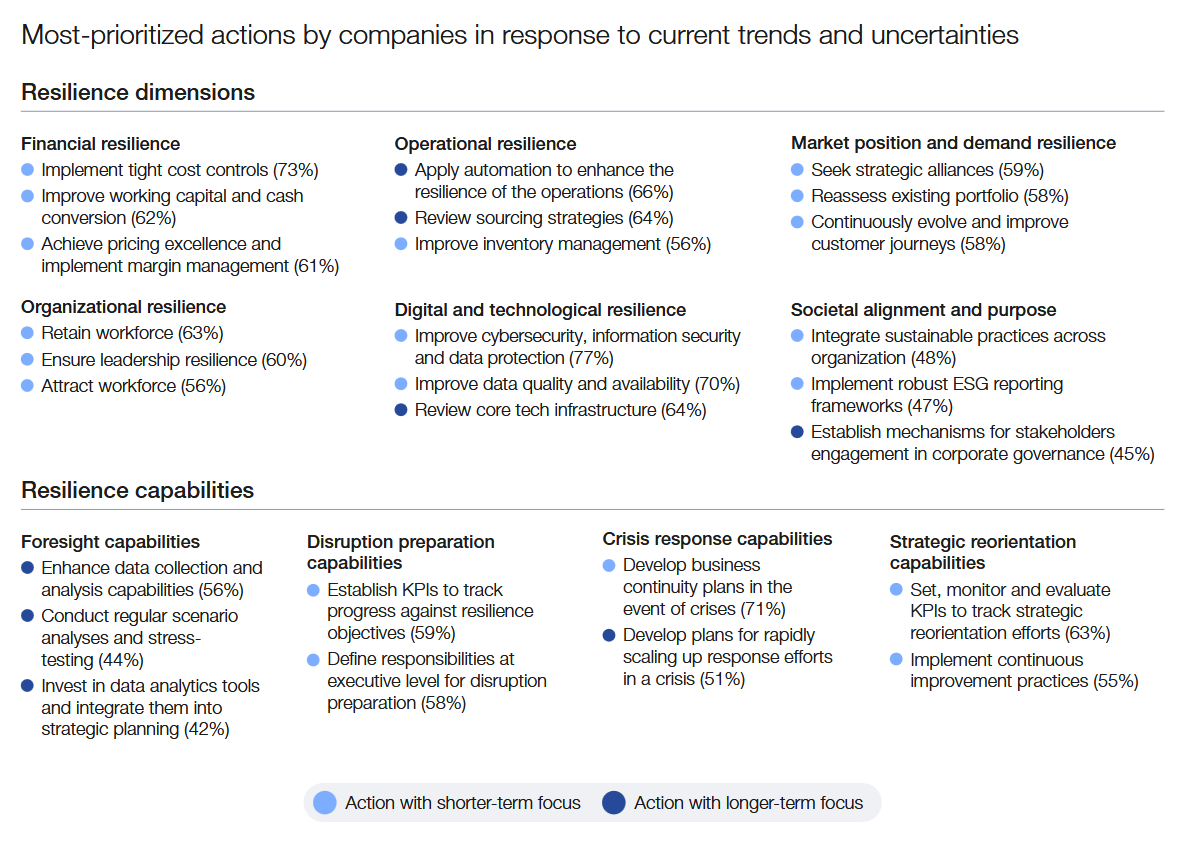 Most-prioritized actions by companies in response to current trends and uncertainties
Resilience dimensions
Financial resilience
Implement tight cost controls (73%)
Improve working capital and cash
conversion (62%)
Achieve pricing excellence and
implement margin management (61%)
Operational resilience
Apply automation to enhance the
resilience of the operations (66%)
Review sourcing strategies (64%)
Improve inventory management (56%)
Market position and demand resilience
Seek strategic alliances (59%)
Reassess existing portfolio (58%)
Continuously evolve and improve
customer journeys (58%)
Organizational resilience
Retain workforce (63%)
Ensure leadership resilience (60%)
Attract workforce (56%)
Digital and technological resilience
Improve cybersecurity, information security
and data protection (77%)
Improve data quality and availability (70%)
Review core tech infrastructure (64%)
Societal alignment and purpose
Integrate sustainable practices across
organization (48%)
Implement robust ESG reporting
frameworks (47%)
Establish mechanisms for stakeholders
engagement in corporate governance (45%)
Resilience capabilities
Foresight capabilities
Enhance data collection and
analysis capabilities (56%)
Conduct regular scenario
analyses and stress-
testing (44%)
Invest in data analytics tools
and integrate them into
strategic planning (42%)
Disruption preparation
capabilities
Establish KPIs to track
progress against resilience
objectives (59%)
Define responsibilities at
executive level for disruption
preparation (58%)
Crisis response capabilities
Develop business
continuity plans in the
event of crises (71%)
Develop plans for rapidly
scaling up response efforts
in a crisis (51%)
Strategic reorientation
capabilities
Set, monitor and evaluate
KPIs to track strategic
reorientation efforts (63%)
Implement continuous
improvement practices (55%)
Action with shorter-term focus
Action with longer-term focus